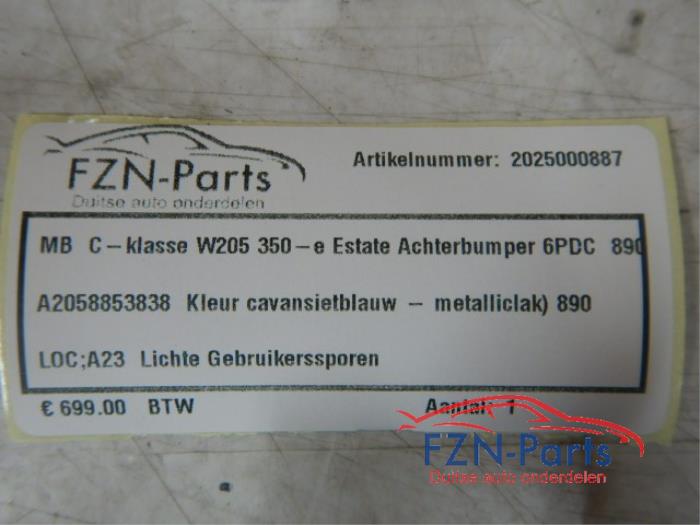 FZN-Parts
Duitse auto onderdelen
Artikelnummer: 2025000887
MB C-klasse W205 350-e Estate Achterbumper 6PDC 890
A2058853838 Kleur cavansietblauw - metalliclak) 890
LOC;A23 Lichte Gebruikerssporen
€ 699.00 BTW
Aantal: 1
FZN-Parts
Duitse auto onderdelen